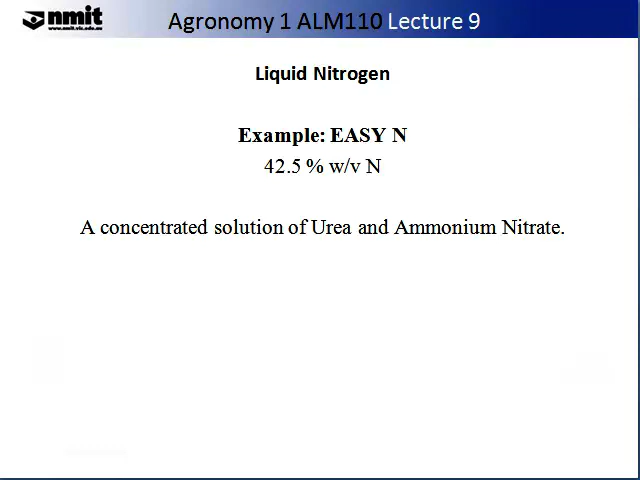 nmit
www.nmit.vic.edu.au
Agronomy 1 ALM110 Lecture 9
Liquid Nitrogen
Example: EASY N
42.5 % w/v N
A concentrated solution of Urea and Ammonium Nitrate.